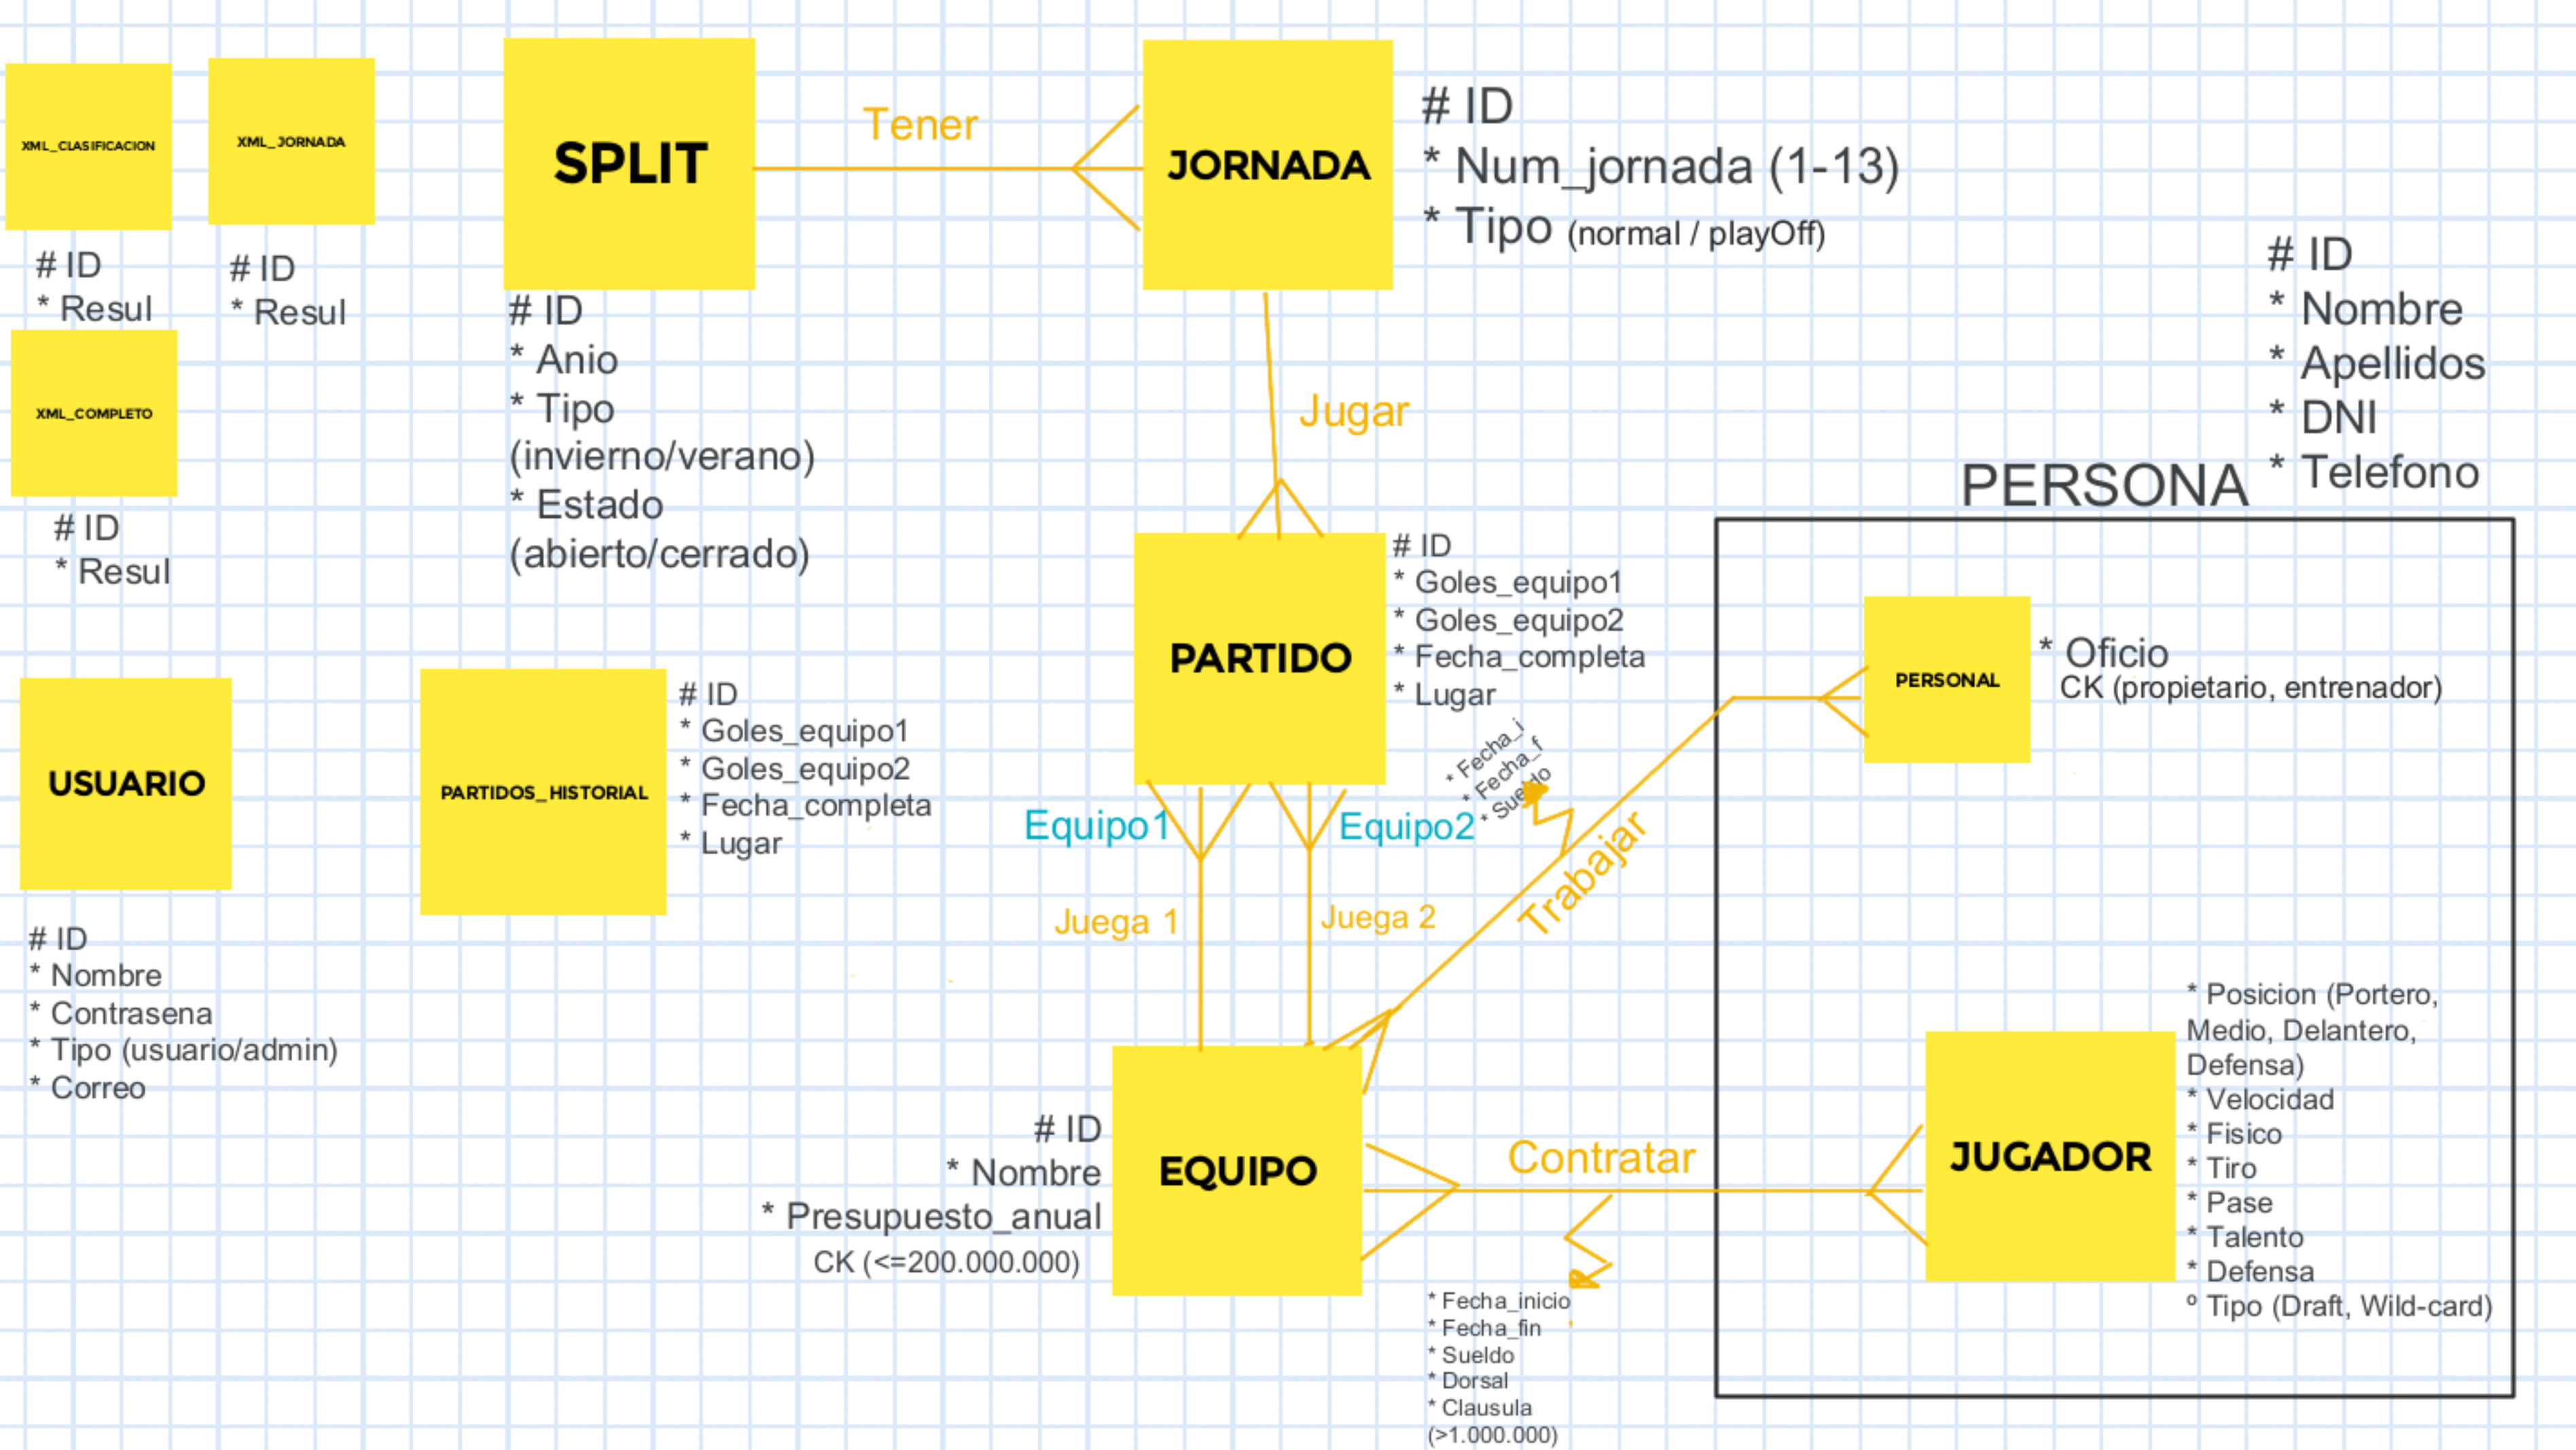 XML_CLASIFICACION
# ID
* Resul
XML_JORNADA
# ID
* Resul
XML_COMPLETO
# ID
* Resul
SPLIT
# ID
* Anio
* Tipo
(invierno/verano)
* Estado
(abierto/cerrado)
Tener
JORNADA
# ID
* Num_jornada (1-13)
* Tipo (normal / playOff)
Jugar
PARTIDO
# ID
* Goles_equipo1
* Goles_equipo2
* Fecha_completa
* Lugar
PERSONA
# ID
* Nombre
* Apellidos
* DNI
* Telefono
PERSONAL
* Oficio
CK (propietario, entrenador)
USUARIO
# ID
* Nombre
* Contrasena
* Tipo (usuario/admin)
* Correo
PARTIDOS_HISTORIAL
# ID
* Goles_equipo1
* Goles_equipo2
* Fecha_completa
* Lugar
Equipo1
Equipo2
Juega 1
Juega 2
* Fecha_i
* Fecha_f
* Sueldo
Trabajar
EQUIPO
# ID
* Nombre
* Presupuesto_anual
CK (<=200.000.000)
Contratar
* Fecha_inicio
* Fecha_fin
* Sueldo
* Dorsal
* Clausula
(>1.000.000)
JUGADOR
* Posicion (Portero,
Medio, Delantero,
Defensa)
* Velocidad
* Fisico
* Tiro
* Pase
* Talento
* Defensa
º Tipo (Draft, Wild-card)